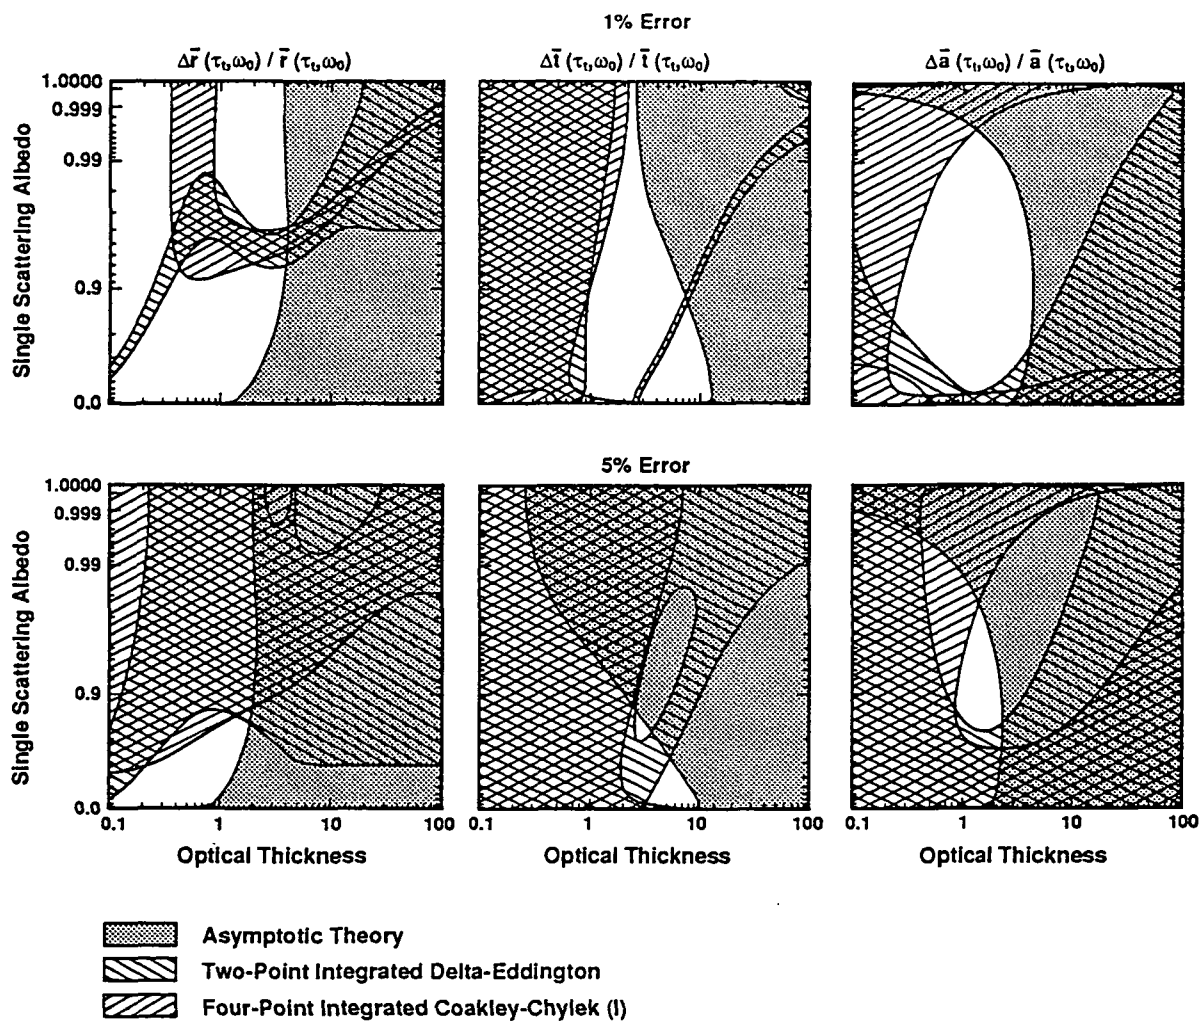 1% Error
Δr̄ (τₜ,ω₀) / r̄ (τₜ,ω₀)
Δt̄ (τₜ,ω₀) / t̄ (τₜ,ω₀)
Δā (τₜ,ω₀) / ā (τₜ,ω₀)
Single Scattering Albedo
1.0000
0.999
0.99
0.9
0.0
5% Error
Single Scattering Albedo
1.0000
0.999
0.99
0.9
0.0
0.1 1 10 100
0.1 1 10 100
0.1 1 10 100
Optical Thickness
Optical Thickness
Optical Thickness
Asymptotic Theory
Two-Point Integrated Delta-Eddington
Four-Point Integrated Coakley-Chylek (I)